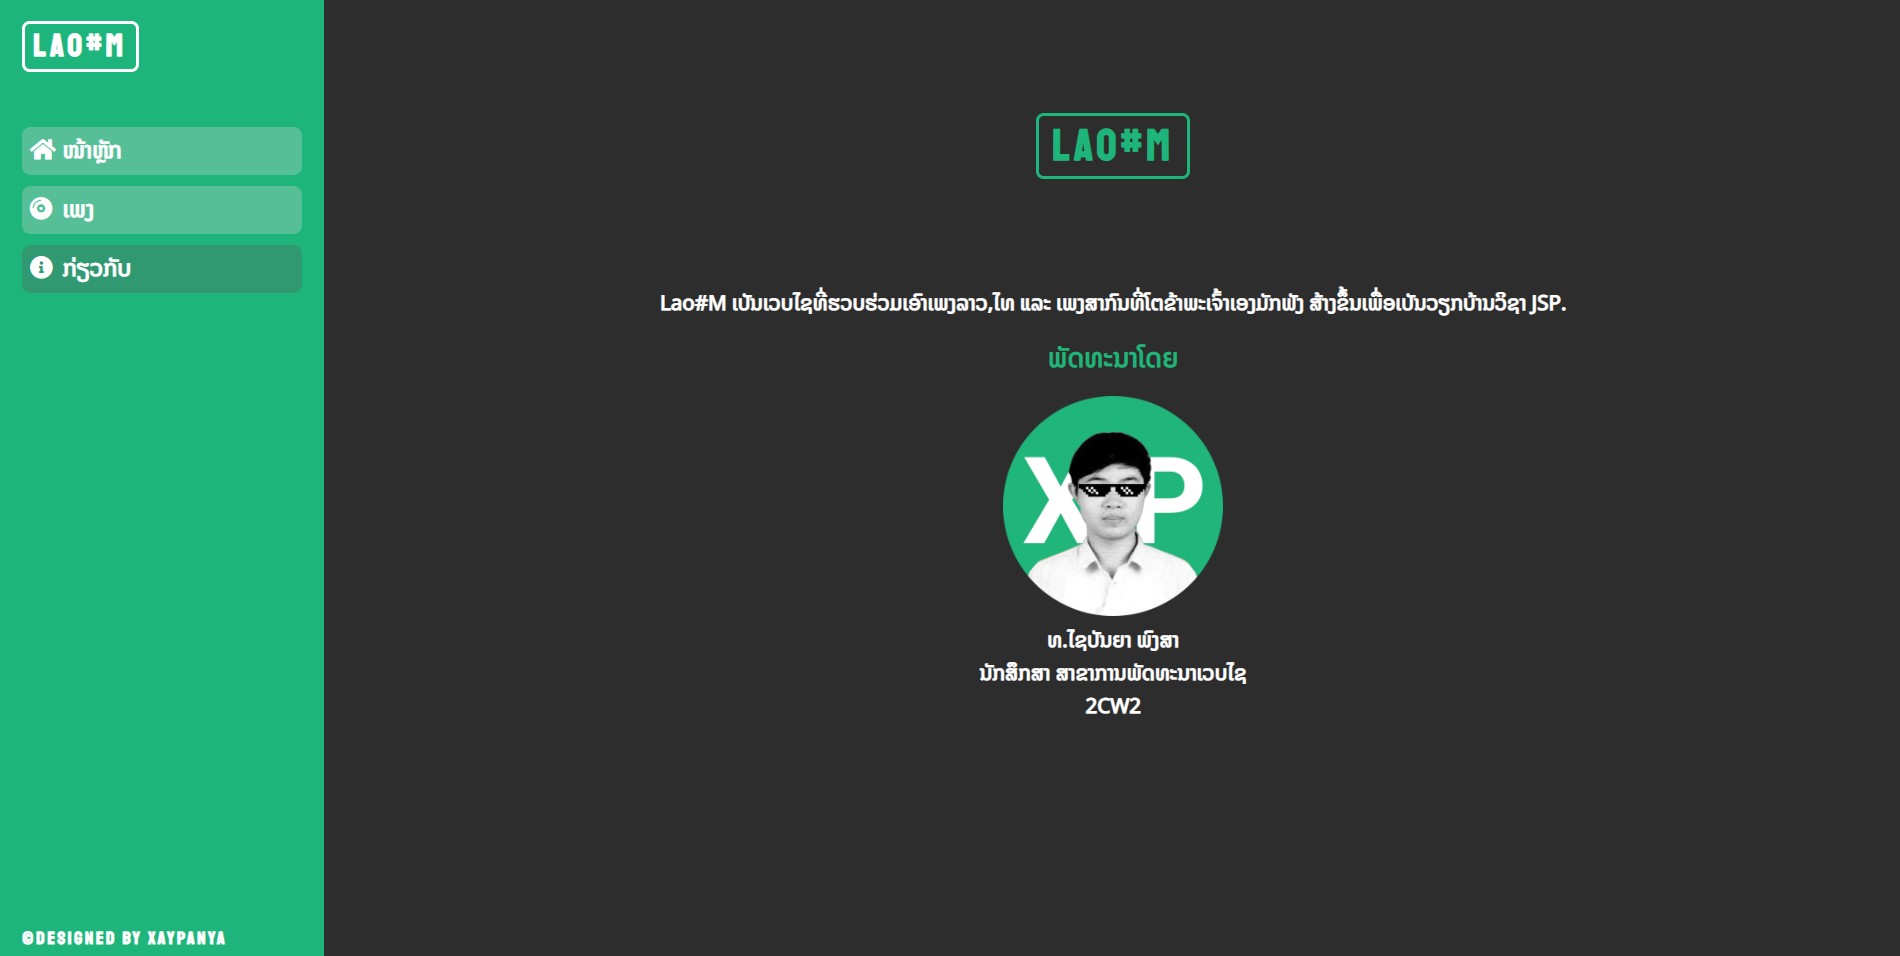 LAO#M
ໜ້າຫຼັກ
ເພງ
ກ່ຽວກັບ
©DESIGNED BY XAYPANYA
LAO#M
Lao#M ເປັນເວບໄຊທີ່ຮວບຮ່ວມເອົາເພງລາວ,ໄທ ແລະ ເພງສາກົນທີ່ໂຕຂ້າພະເຈົ້າເອງມັກຟັງ ສ້າງຂຶ້ນເພື່ອເປັນວຽກບ້ານວິຊາ JSP.
ພັດທະນາໂດຍ
X P
ທ.ໄຊປັນຍາ ພົງສາ
ນັກສຶກສາ ສາຂາການພັດທະນາເວບໄຊ
2CW2